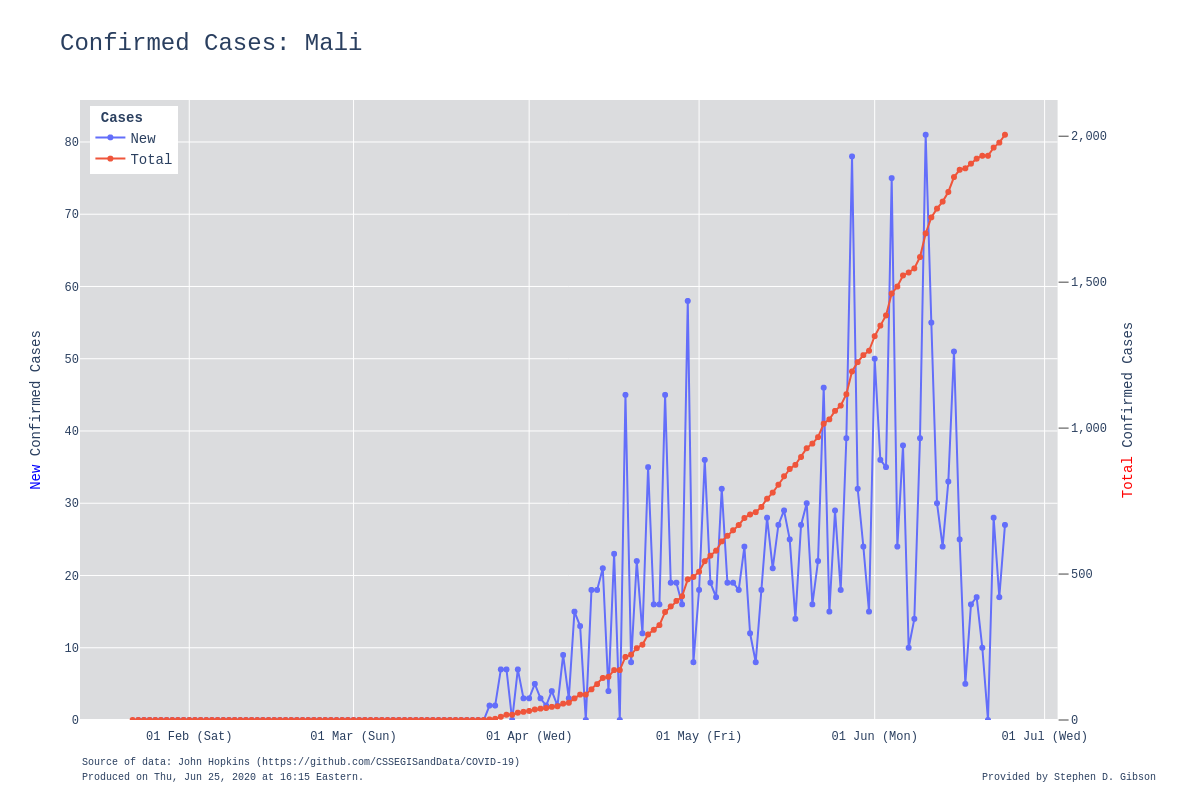 Confirmed Cases: Mali
Cases
New
Total
80
70
60
50
40
30
20
10
0
2,000
1,500
1,000
500
0
New Confirmed Cases
Total Confirmed Cases
01 Feb (Sat)
01 Mar (Sun)
01 Apr (Wed)
01 May (Fri)
01 Jun (Mon)
01 Jul (Wed)
Source of data: John Hopkins (https://github.com/CSSEGISandData/COVID-19)
Produced on Thu, Jun 25, 2020 at 16:15 Eastern.
Provided by Stephen D. Gibson